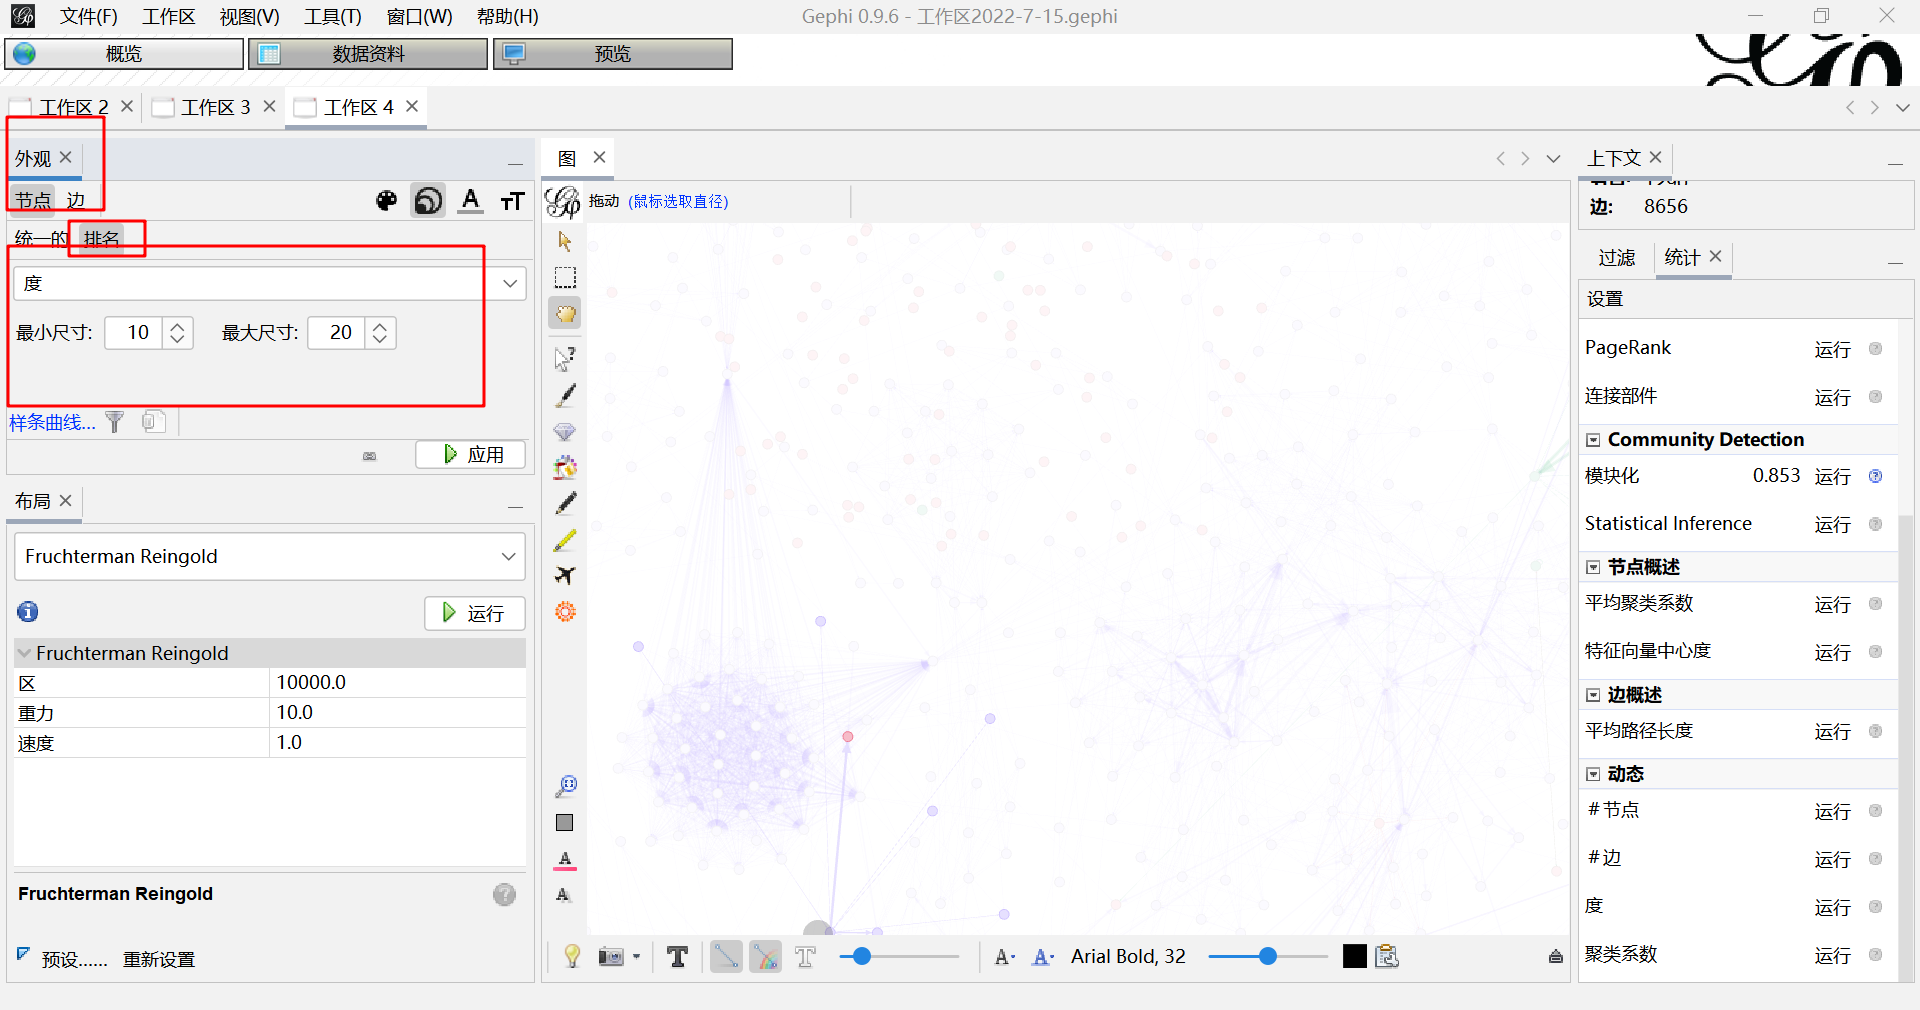 文件(F) 工作区 视图(V) 工具(T) 窗口(W) 帮助(H) Gephi 0.9.6 - 工作区2022-7-15.gephi
概览 数据资料 预览
工作区 2 工作区 3 工作区 4
外观
节点 边
统一的 排名
度
最小尺寸: 10 最大尺寸: 20
样条曲线...
应用
布局
Fruchterman Reingold
运行
Fruchterman Reingold
区 10000.0
重力 10.0
速度 1.0
Fruchterman Reingold
预设...... 重新设置
图
拖动 (鼠标选取直径)
Arial Bold, 32
上下文
边: 8656
过滤 统计
设置
PageRank 运行
连接部件 运行
Community Detection
模块化 0.853 运行
Statistical Inference 运行
节点概述
平均聚类系数 运行
特征向量中心度 运行
边概述
平均路径长度 运行
动态
#节点 运行
#边 运行
度 运行
聚类系数 运行